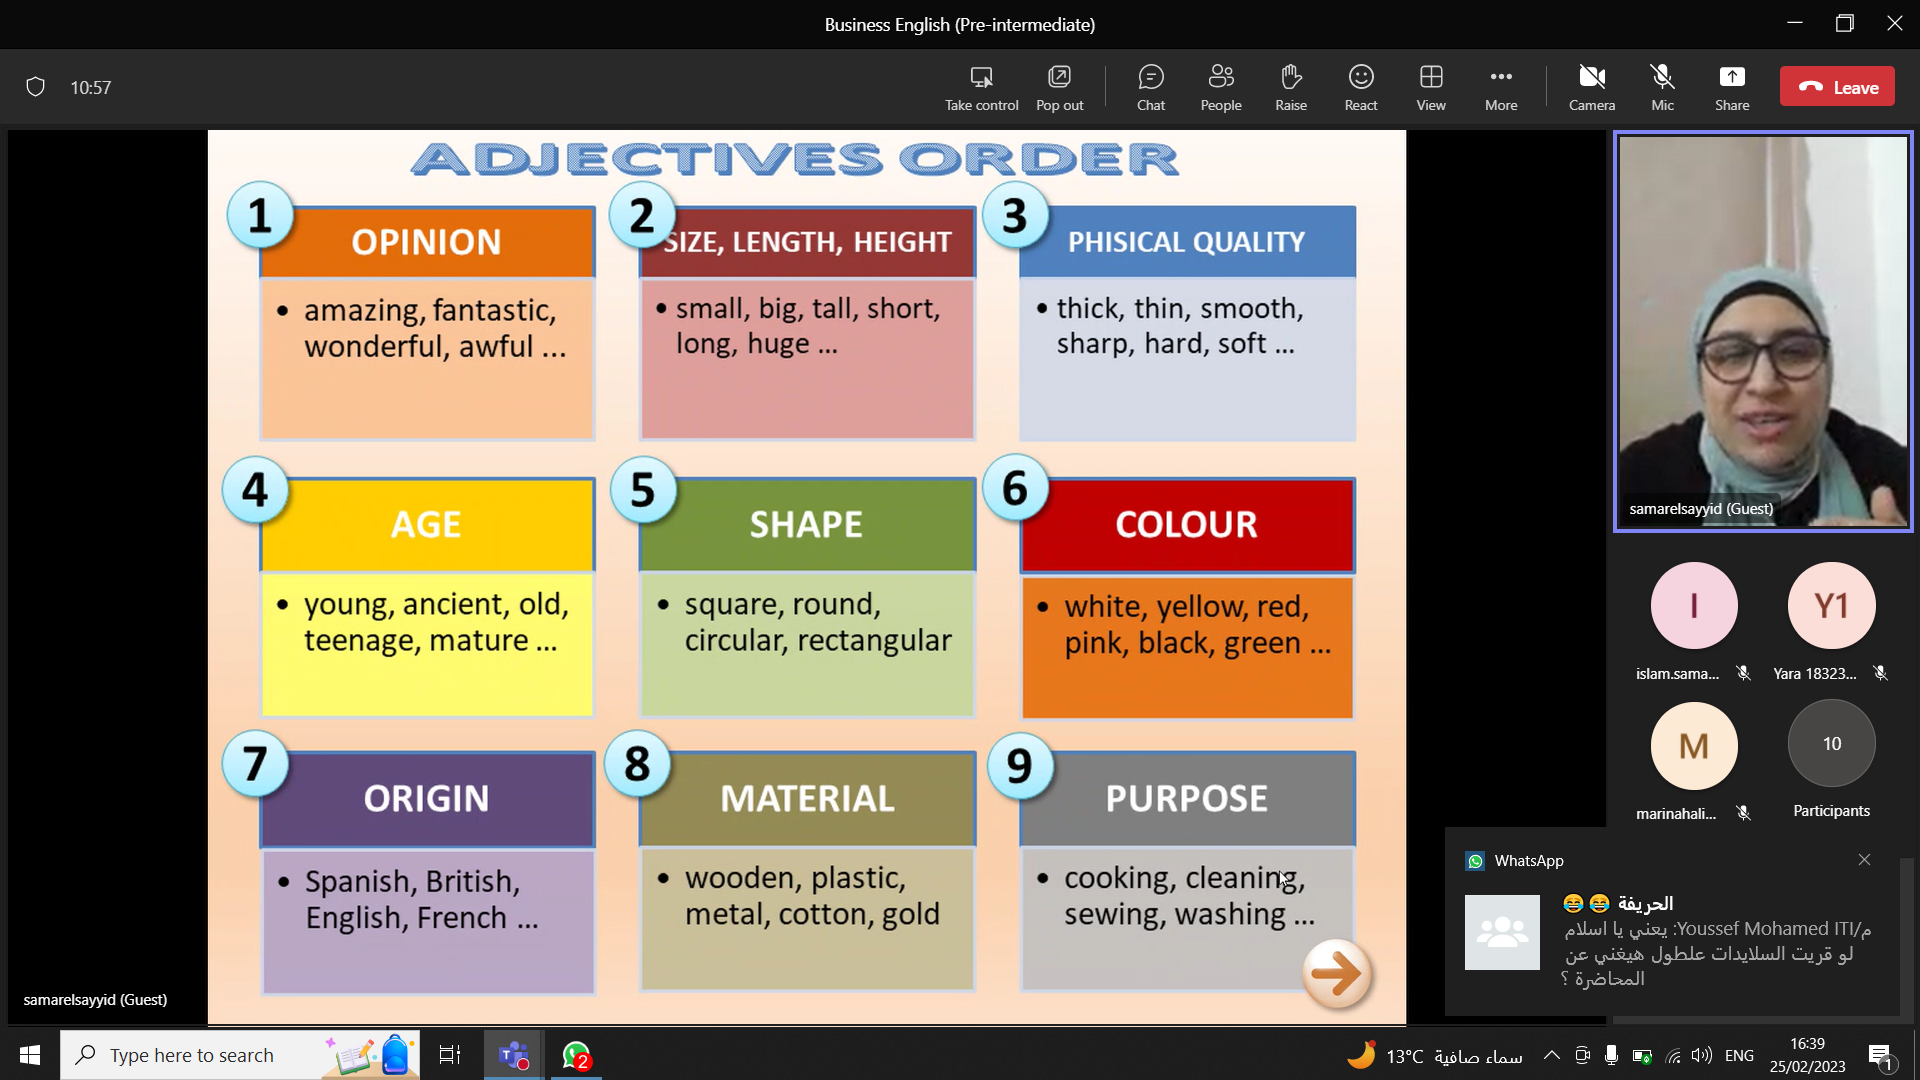 Business English (Pre-intermediate)
10:57
Take control
Pop out
Chat
People
Raise
React
View
More
Camera
Mic
Share
Leave
ADJECTIVES ORDER
1
OPINION
• amazing, fantastic,
wonderful, awful ...
2
SIZE, LENGTH, HEIGHT
• small, big, tall, short,
long, huge ...
3
PHISICAL QUALITY
• thick, thin, smooth,
sharp, hard, soft ...
4
AGE
• young, ancient, old,
teenage, mature ...
5
SHAPE
• square, round,
circular, rectangular
6
COLOUR
• white, yellow, red,
pink, black, green ...
7
ORIGIN
• Spanish, British,
English, French ...
8
MATERIAL
• wooden, plastic,
metal, cotton, gold
9
PURPOSE
• cooking, cleaning,
sewing, washing ...
samarelsayyid (Guest)
samarelsayyid (Guest)
I
islam.sama...
Y1
Yara 18323...
M
marinahali...
10
Participants
WhatsApp
الحريفة 😂 😂
م/Youssef Mohamed ITI: يعني يا اسلام
لو قريت السلايدات علطول هيغني عن
المحاضرة ؟
Type here to search
2
13°C سماء صافية
ENG
16:39
25/02/2023
1